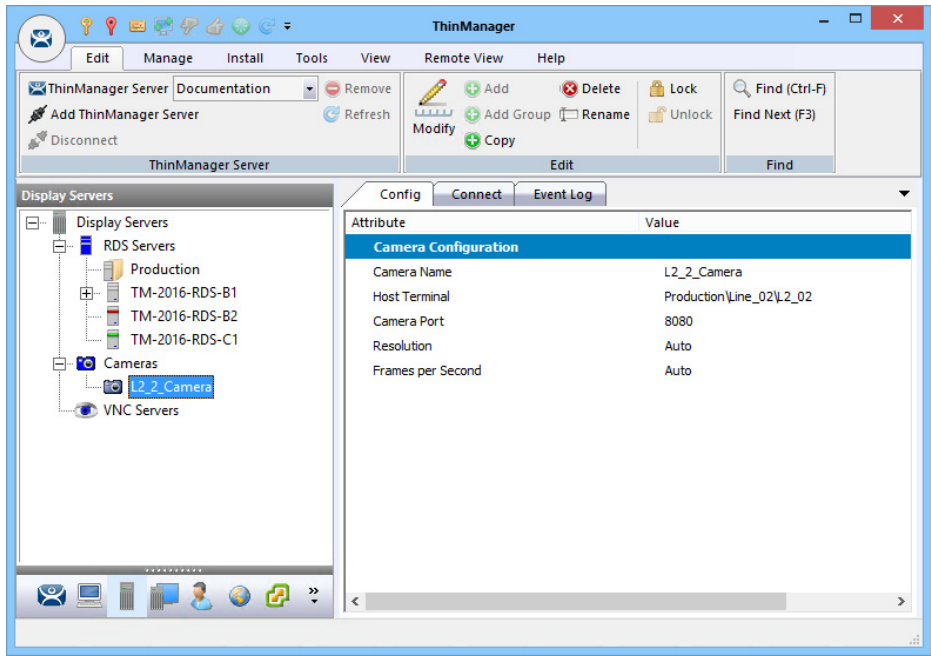 ThinManager
Edit Manage Install Tools View Remote View Help
ThinManager Server Documentation Remove
Add ThinManager Server Refresh
Disconnect
ThinManager Server
Modify
Add Delete
Add Group Rename
Copy
Lock
Unlock
Edit
Find (Ctrl-F)
Find Next (F3)
Find
Display Servers
Display Servers
RDS Servers
Production
TM-2016-RDS-B1
TM-2016-RDS-B2
TM-2016-RDS-C1
Cameras
L2_2_Camera
VNC Servers
Config Connect Event Log
Attribute Value
Camera Configuration
Camera Name L2_2_Camera
Host Terminal Production\Line_02\L2_02
Camera Port 8080
Resolution Auto
Frames per Second Auto